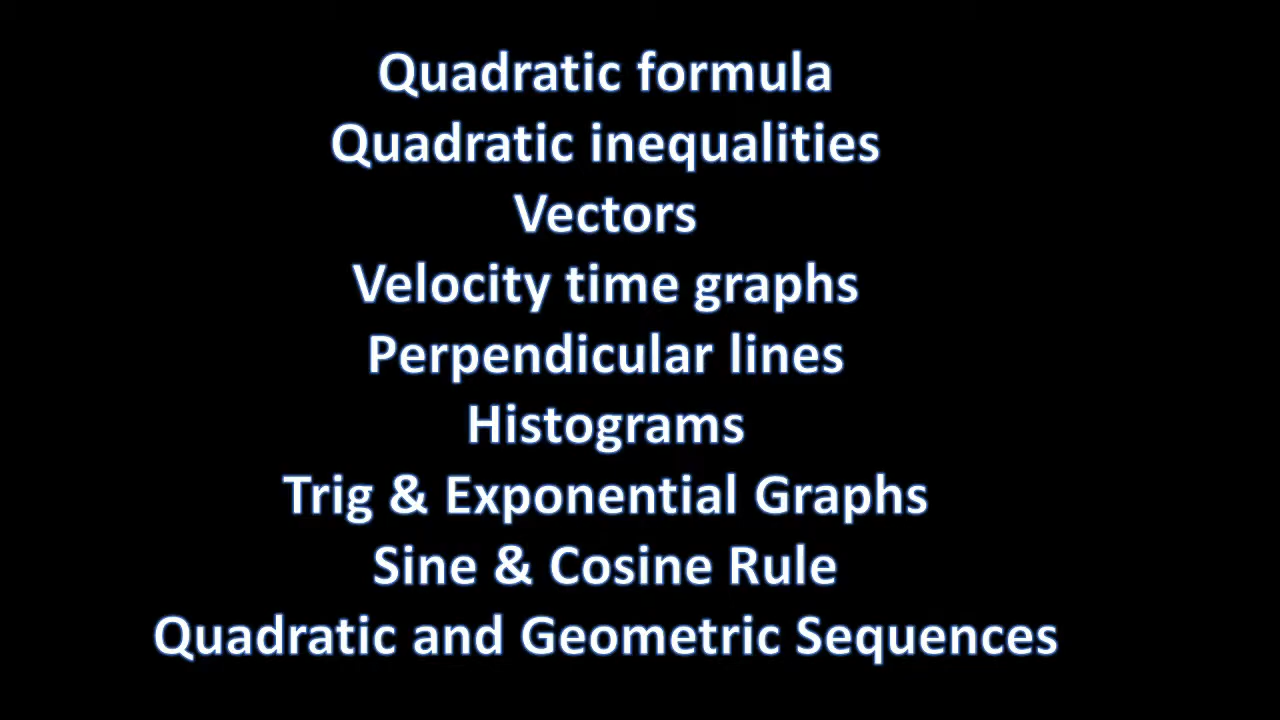 Quadratic formula
Quadratic inequalities
Vectors
Velocity time graphs
Perpendicular lines
Histograms
Trig & Exponential Graphs
Sine & Cosine Rule
Quadratic and Geometric Sequences